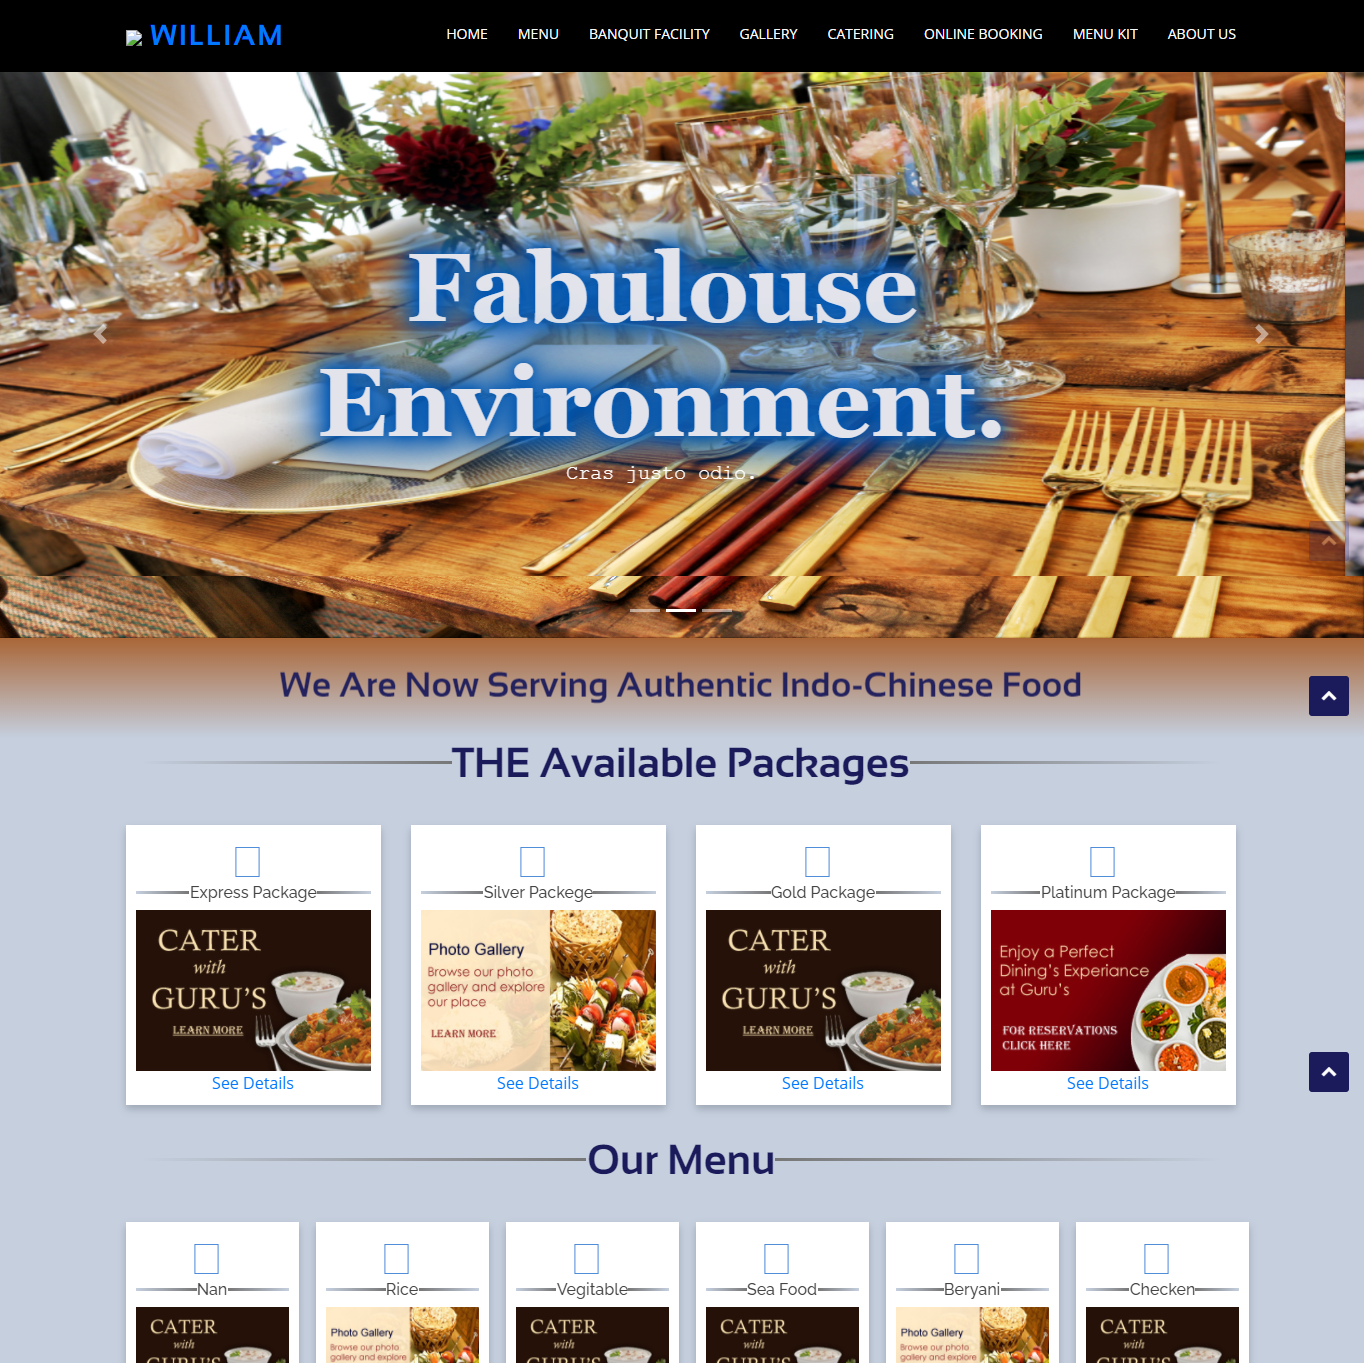 WILLIAM
HOME MENU BANQUIT FACILITY GALLERY CATERING ONLINE BOOKING MENU KIT ABOUT US
Fabulouse
Environment.
Cras justo odio.
We Are Now Serving Authentic Indo-Chinese Food
THE Available Packages
Express Package Silver Packege Gold Package Platinum Package
CATER
with
GURU'S
LEARN MORE
Photo Gallery
Browse our photo
gallery and explore
our place
LEARN MORE
CATER
with
GURU'S
LEARN MORE
Enjoy a Perfect
Dining's Experiance
at Guru's
FOR RESERVATIONS
CLICK HERE
See Details See Details See Details See Details
Our Menu
Nan Rice Vegitable Sea Food Beryani Checken
CATER
with
GURU'S
Photo Gallery
Browse our photo
gallery and explore
CATER
with
GURU'S
CATER
with
GURU'S
Photo Gallery
Browse our photo
gallery and explore
CATER
with
GURU'S